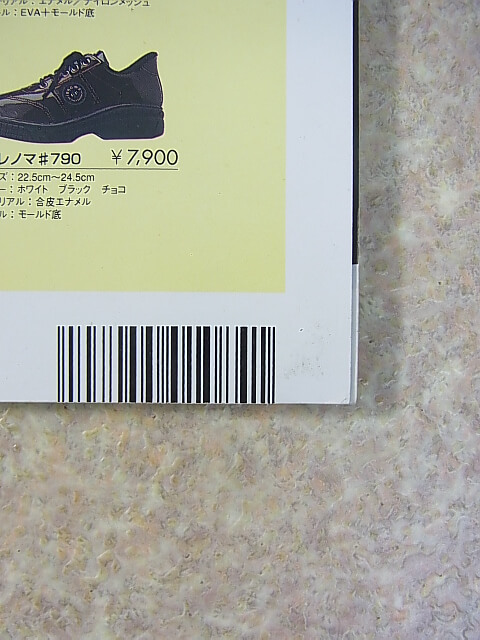 リアル：エナメル／ナイロンメッシュ
ル：EVA＋モールド底
レノマ#790 ¥7,900
ズ：22.5cm～24.5cm
ー：ホワイト ブラック チョコ
リアル：合皮エナメル
ル：モールド底